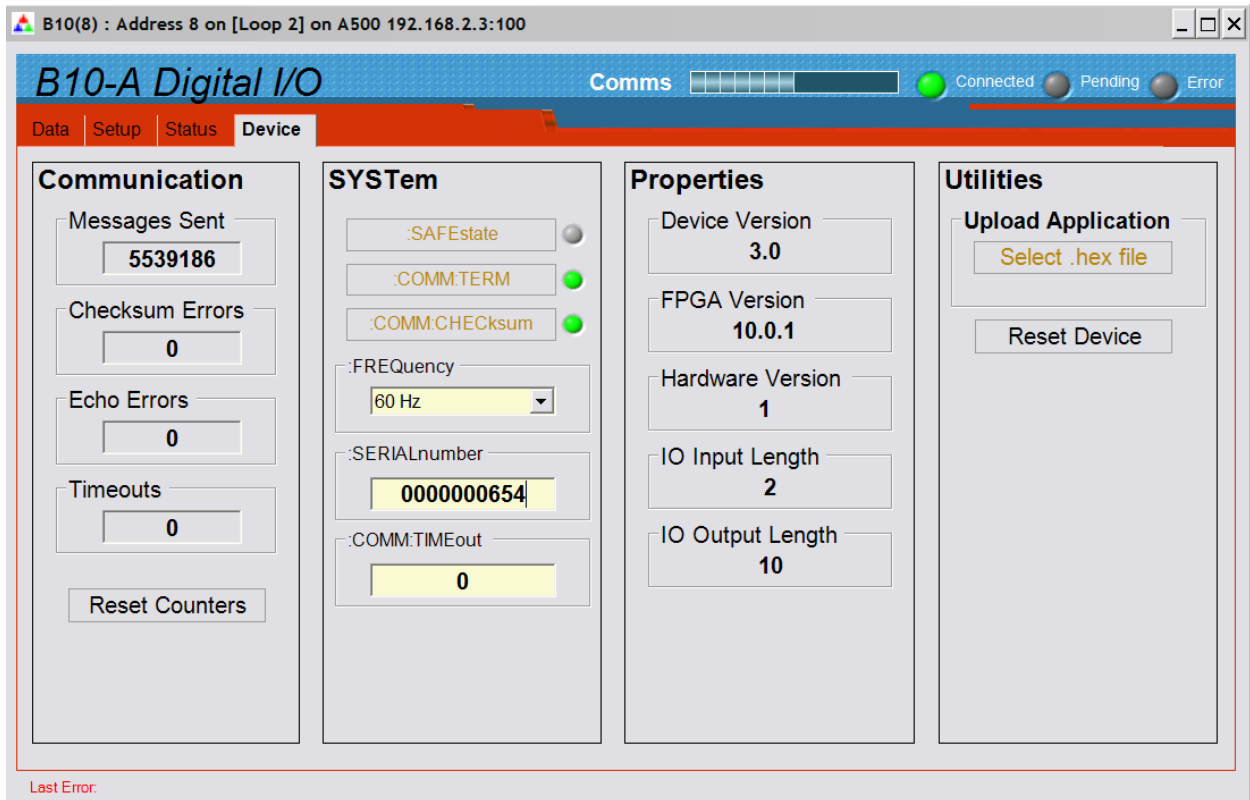 B10(8) : Address 8 on [Loop 2] on A500 192.168.2.3:100
B10-A Digital I/O
Comms
Connected
Pending
Error
Data
Setup
Status
Device
Communication
Messages Sent
5539186
Checksum Errors
0
Echo Errors
0
Timeouts
0
Reset Counters
SYSTem
:SAFEstate
:COMM:TERM
:COMM:CHECksum
:FREQuency
60 Hz
:SERIALnumber
0000000654
:COMM:TIMEout
0
Properties
Device Version
3.0
FPGA Version
10.0.1
Hardware Version
1
IO Input Length
2
IO Output Length
10
Utilities
Upload Application
Select .hex file
Reset Device
Last Error: